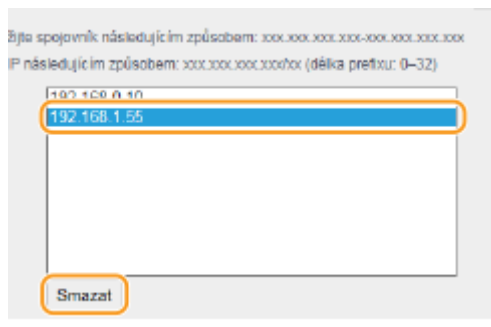 žijte spojovník následujícím způsobem: xxx.xxx.xxx.xxx-xxx.xxx.xxx.xxx
IP následujícím způsobem: xxx.xxx.xxx.xxx/xx (délka prefixu: 0–32)
192.168.0.10
192.168.1.55
Smazat